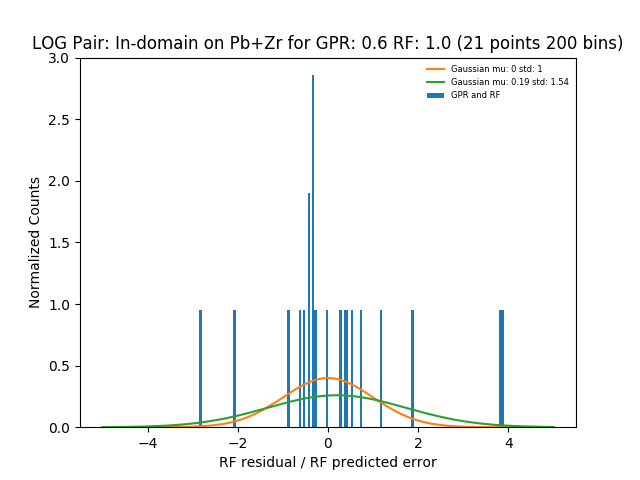 LOG Pair: In-domain on Pb+Zr for GPR: 0.6 RF: 1.0 (21 points 200 bins)
Gaussian mu: 0 std: 1
Gaussian mu: 0.19 std: 1.54
GPR and RF
Normalized Counts
3.0
2.5
2.0
1.5
1.0
0.5
0.0
−4 −2 0 2 4
RF residual / RF predicted error